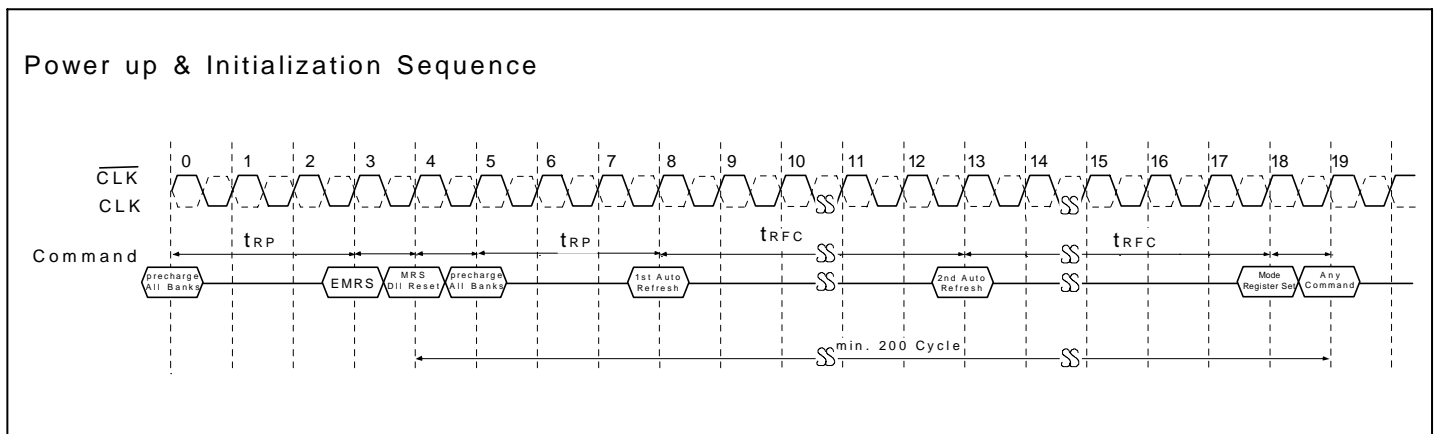 Power up & Initialization Sequence
0 1 2 3 4 5 6 7 8 9 10 11 12 13 14 15 16 17 18 19
CLK
CLK
tRP tRP tRFC tRFC
Command
precharge All Banks
EMRS
MRS Dll Reset
precharge All Banks
1st Auto Refresh
2nd Auto Refresh
Mode Register Set
Any Command
min. 200 Cycle